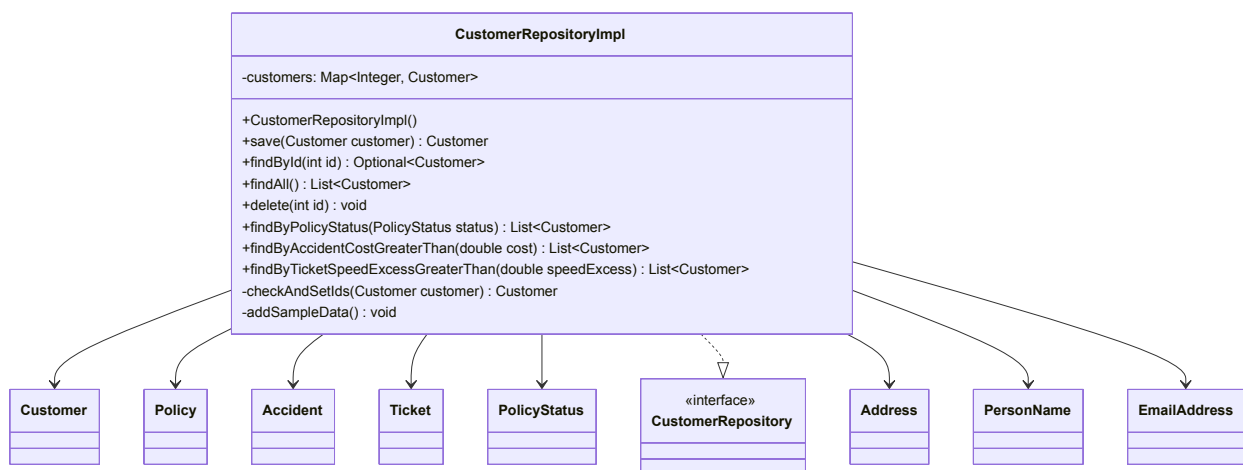 CustomerRepositoryImpl
-customers: Map<Integer, Customer>
+CustomerRepositoryImpl()
+save(Customer customer) : Customer
+findById(int id) : Optional<Customer>
+findAll() : List<Customer>
+delete(int id) : void
+findByPolicyStatus(PolicyStatus status) : List<Customer>
+findByAccidentCostGreaterThan(double cost) : List<Customer>
+findByTicketSpeedExcessGreaterThan(double speedExcess) : List<Customer>
-checkAndSetIds(Customer customer) : Customer
-addSampleData() : void
Customer
Policy
Accident
Ticket
PolicyStatus
«interface»
CustomerRepository
Address
PersonName
EmailAddress